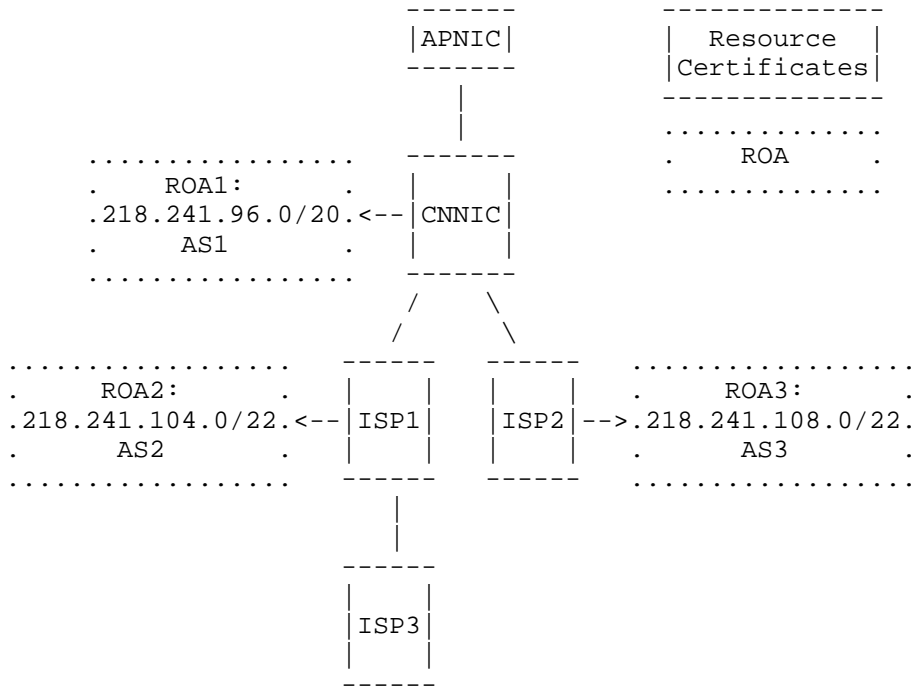 APNIC
Resource
Certificates
ROA
ROA1:
218.241.96.0/20
CNNIC
AS1
ROA2:
ROA3:
218.241.104.0/22
ISP1
ISP2
218.241.108.0/22
AS2
AS3
ISP3